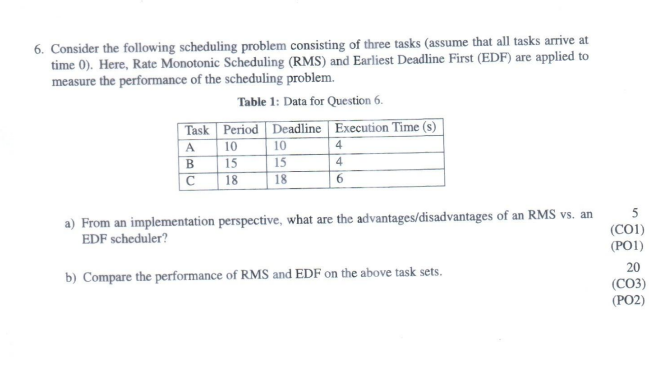 6. Consider the following scheduling problem consisting of three tasks (assume that all tasks arrive at
time 0). Here, Rate Monotonic Scheduling (RMS) and Earliest Deadline First (EDF) are applied to
measure the performance of the scheduling problem.
Table 1: Data for Question 6.
Task Period Deadline Execution Time (s)
A 10 10 4
B 15 15 4
C 18 18 6
a) From an implementation perspective, what are the advantages/disadvantages of an RMS vs. an 5
EDF scheduler? (CO1)
(PO1)
b) Compare the performance of RMS and EDF on the above task sets. 20
(CO3)
(PO2)